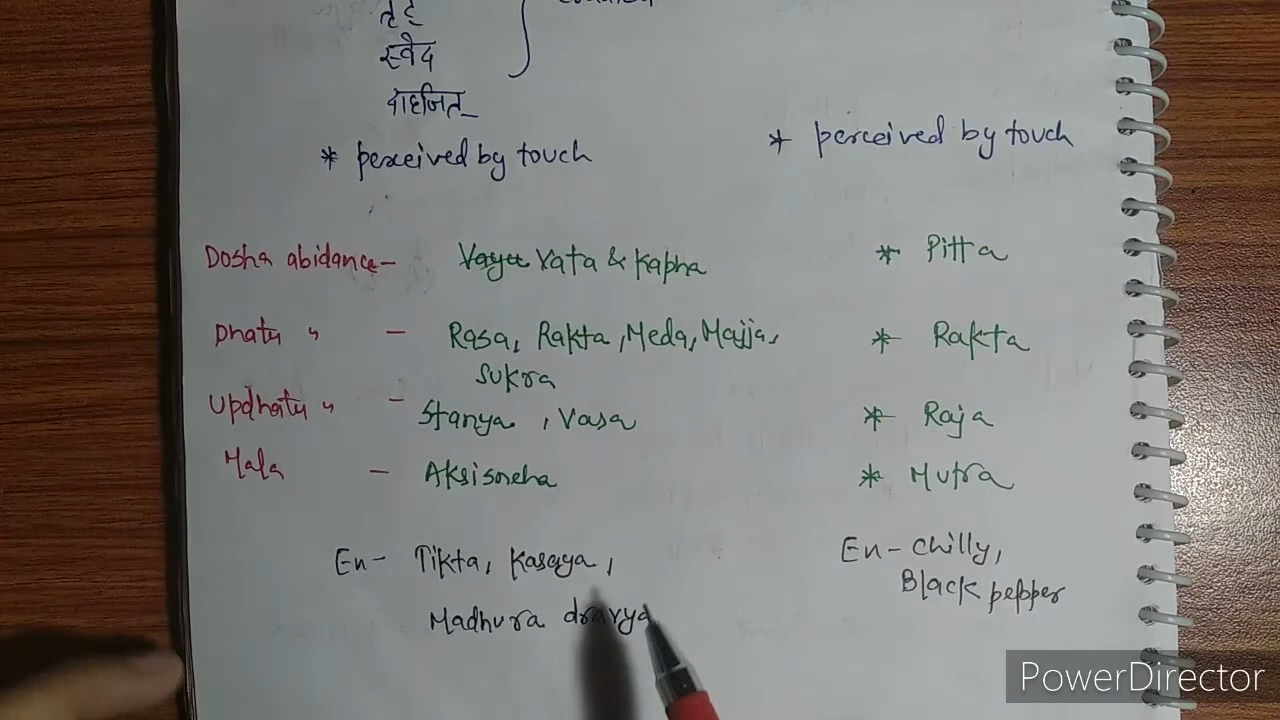 तृट्
स्वेद
दाहजित्
* perceived by touch * perceived by touch
Dosha abidance - Vata & Kapha * Pitta
Dhatu " - Rasa, Rakta, Meda, Majja, * Rakta
Sukra
Updhatu " - Stanya, Vasa * Raja
Mala - Aksisneha * Mutra
En- Tikta, Kasaya, En- Chilly,
Madhura dravya Black pepper
PowerDirector